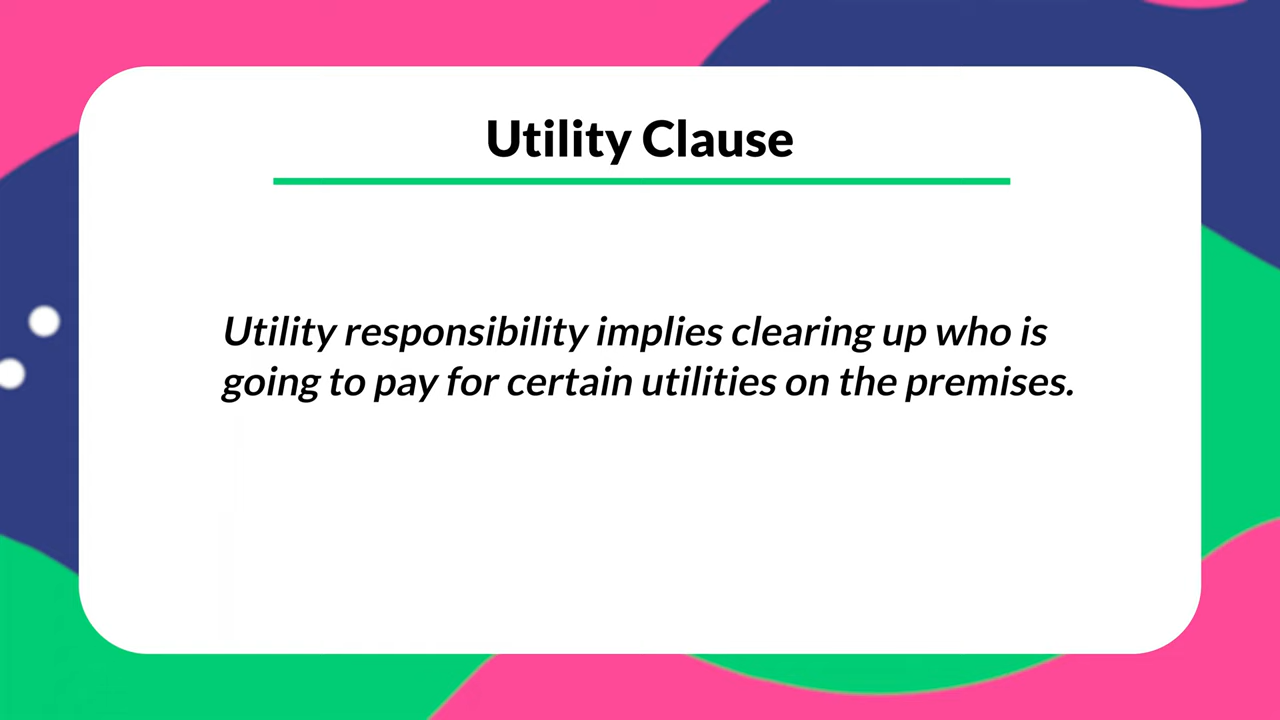 Utility Clause
Utility responsibility implies clearing up who is
going to pay for certain utilities on the premises.